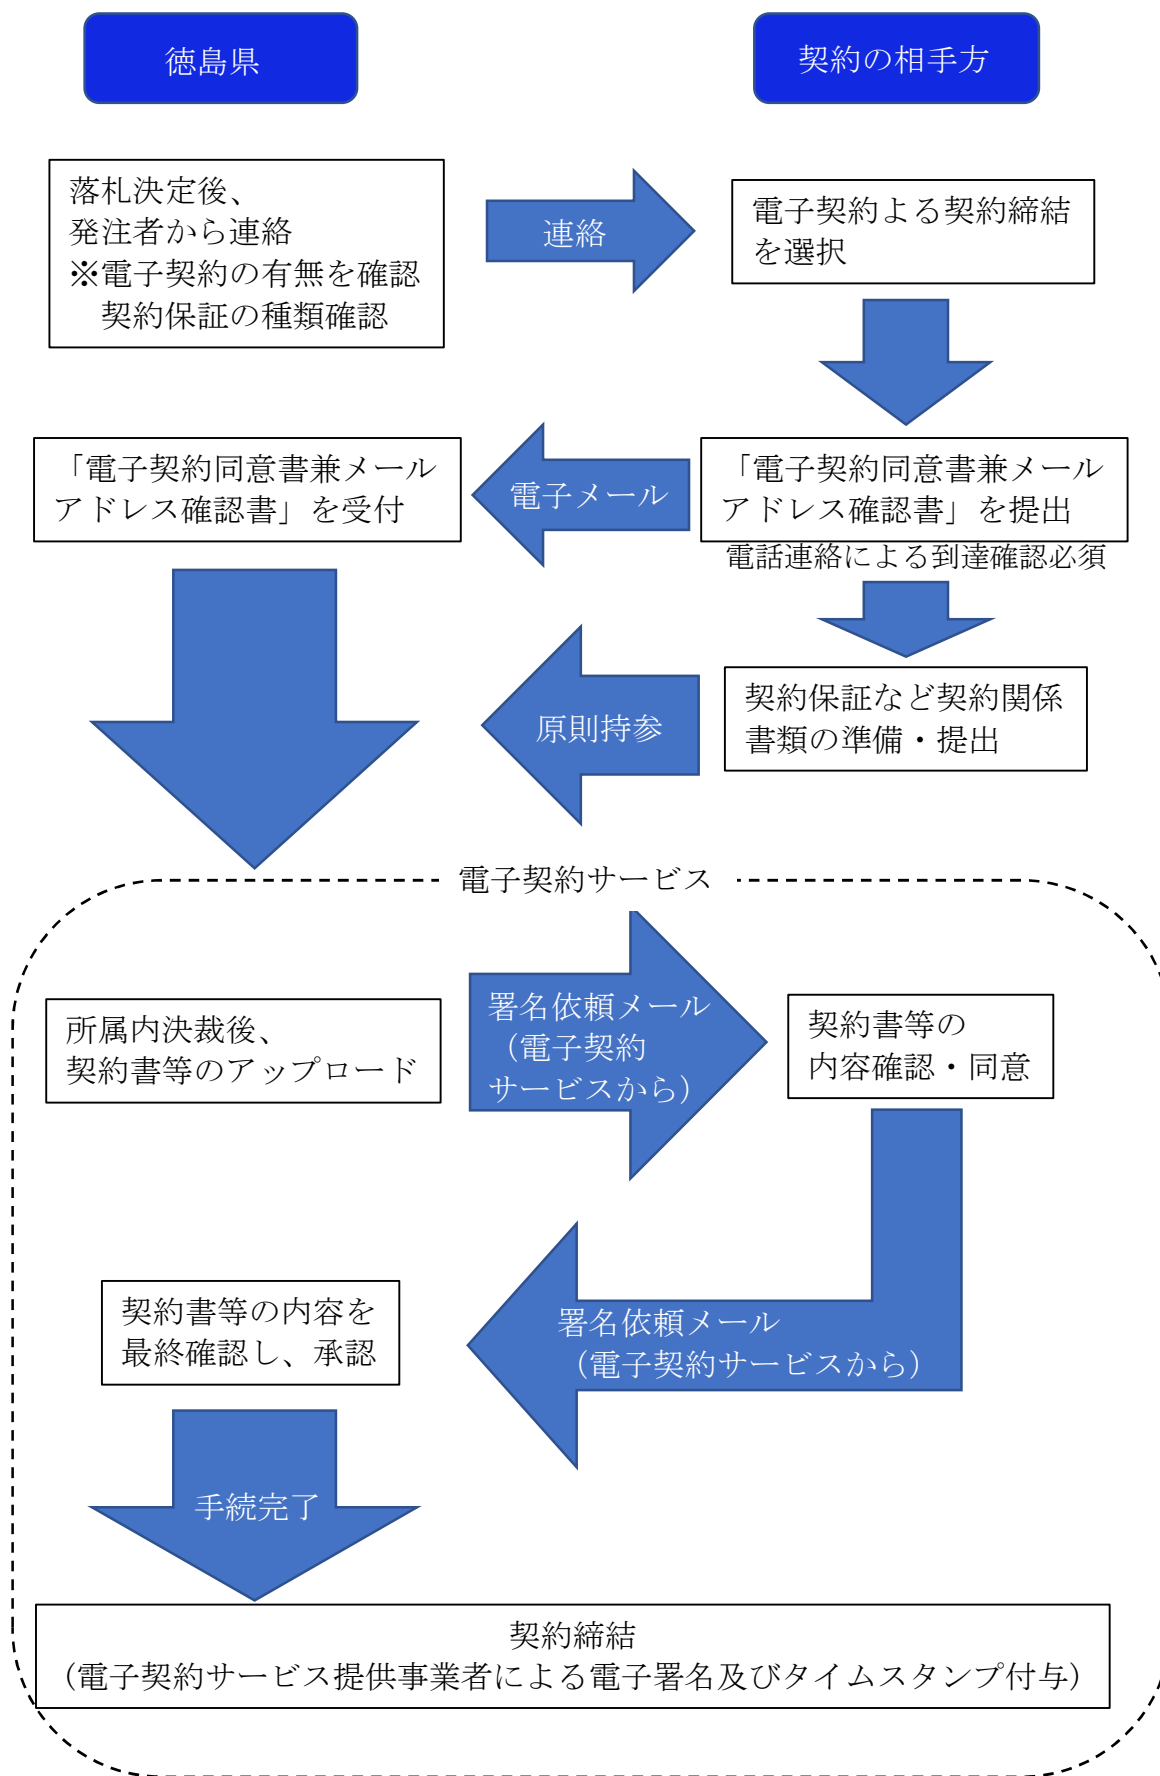 徳島県
契約の相手方
落札決定後、
発注者から連絡
※電子契約の有無を確認
契約保証の種類確認
連絡
電子契約よる契約締結
を選択
「電子契約同意書兼メール
アドレス確認書」を受付
電子メール
「電子契約同意書兼メール
アドレス確認書」を提出
電話連絡による到達確認必須
原則持参
契約保証など契約関係
書類の準備・提出
電子契約サービス
所属内決裁後、
契約書等のアップロード
署名依頼メール
（電子契約
サービスから）
契約書等の
内容確認・同意
契約書等の内容を
最終確認し、承認
署名依頼メール
（電子契約サービスから）
手続完了
契約締結
（電子契約サービス提供事業者による電子署名及びタイムスタンプ付与）